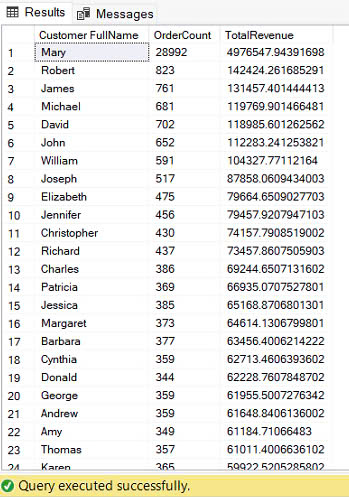 Results Messages
Customer FullName OrderCount TotalRevenue
1 Mary 28992 4976547.94391698
2 Robert 823 142424.261685291
3 James 761 131457.401444413
4 Michael 681 119769.901466481
5 David 702 118985.601262562
6 John 652 112283.241253821
7 William 591 104327.77112164
8 Joseph 517 87858.0609434003
9 Elizabeth 475 79664.6509027703
10 Jennifer 456 79457.9207947103
11 Christopher 430 74157.7908519002
12 Richard 437 73457.8607505903
13 Charles 386 69244.6507131602
14 Patricia 369 66935.0707527801
15 Jessica 385 65168.8706801301
16 Margaret 373 64614.1306799801
17 Barbara 377 63456.4006214222
18 Cynthia 359 62713.4606393602
19 Donald 344 62228.7607848702
20 George 359 61955.5007276342
21 Andrew 359 61648.8406136002
22 Amy 349 61184.71066483
23 Thomas 357 61011.4006636102
24 Karen 365 59922.5205285802
Query executed successfully.